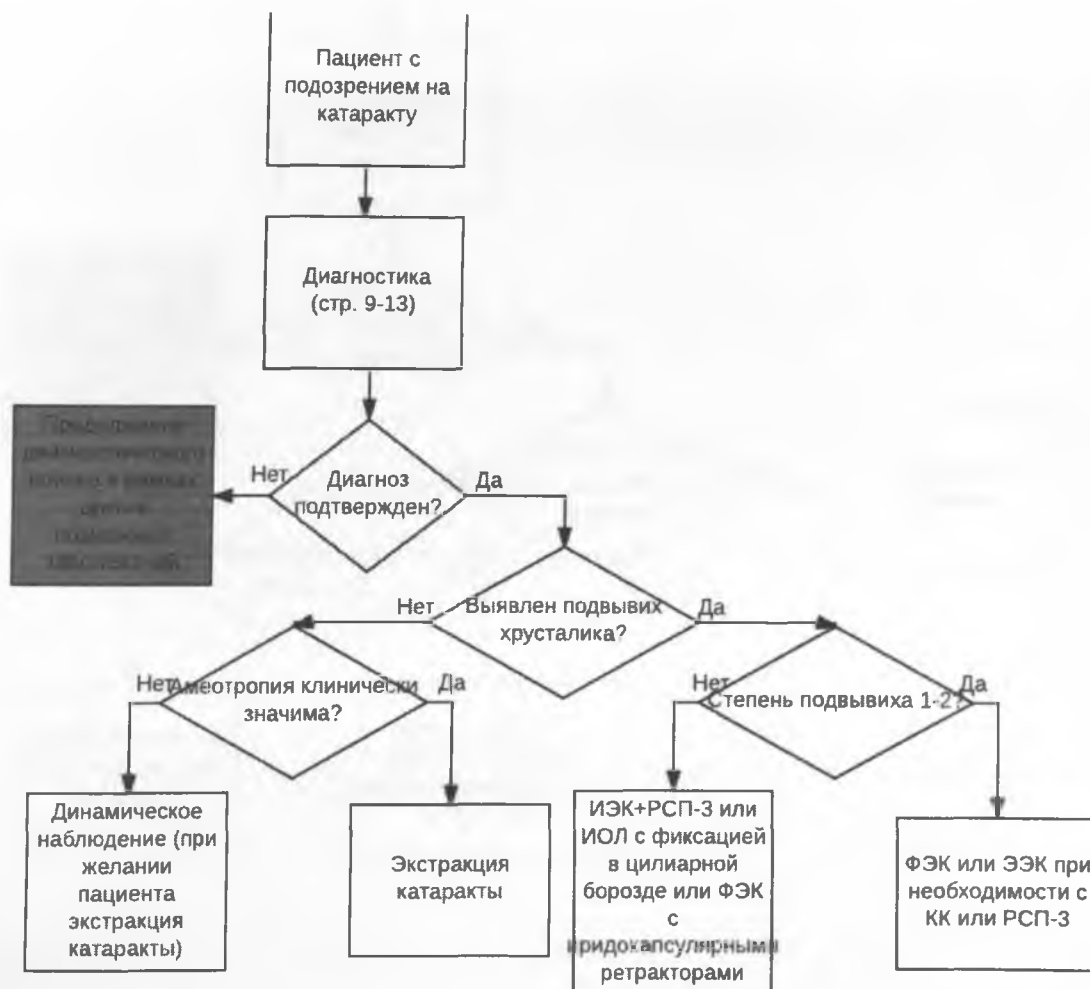 Пациент с
подозрением на
катаракту
Диагностика
(стр. 9-13)
Диагноз
подтвержден?
Нет
Да
Выявлен подвывих
хрусталика?
Нет
Да
Амеотропия клинически
значима?
Нет
Да
Степень подвывиха 1-2?
Нет
Да
Динамическое
наблюдение (при
желании
пациента
экстракция
катаракты)
Экстракция
катаракты
ИЭК+РСП-3 или
ИОЛ с фиксацией
в цилиарной
борозде или ФЭК
с
иридокапсулярными
ретракторами
ФЭК или ЭЭК при
необходимости с
КК или РСП-3